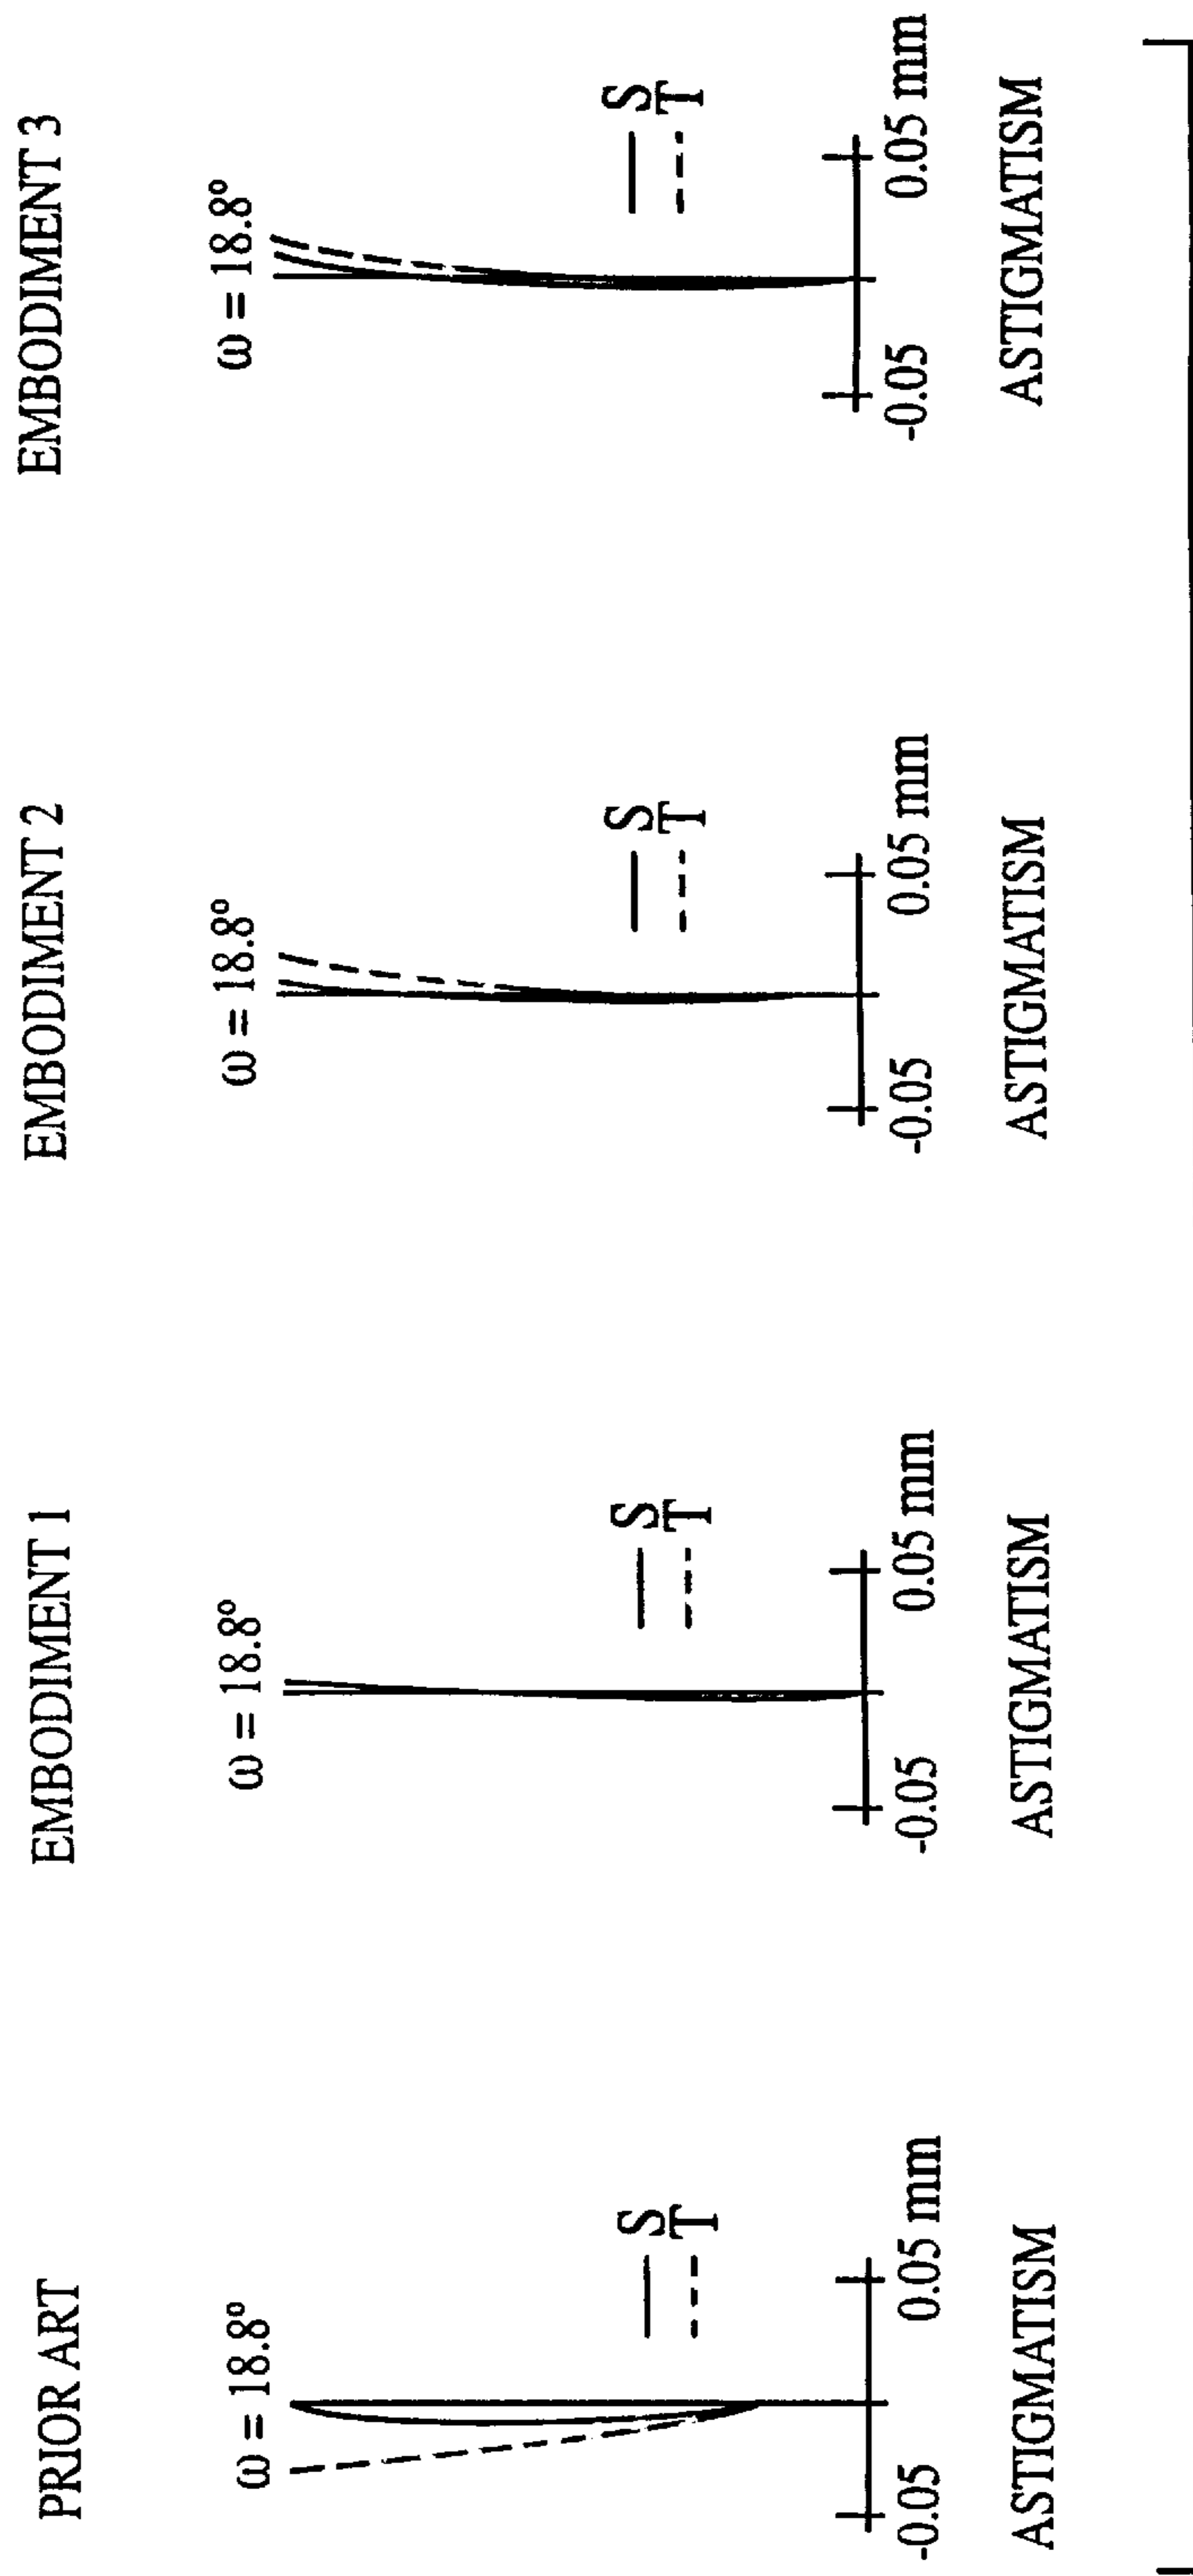 PRIOR ART
ω = 18.8°
S
T
-0.05
0.05 mm
ASTIGMATISM
EMBODIMENT 1
ω = 18.8°
S
T
-0.05
0.05 mm
ASTIGMATISM
EMBODIMENT 2
ω = 18.8°
S
T
-0.05
0.05 mm
ASTIGMATISM
EMBODIMENT 3
ω = 18.8°
S
T
-0.05
0.05 mm
ASTIGMATISM